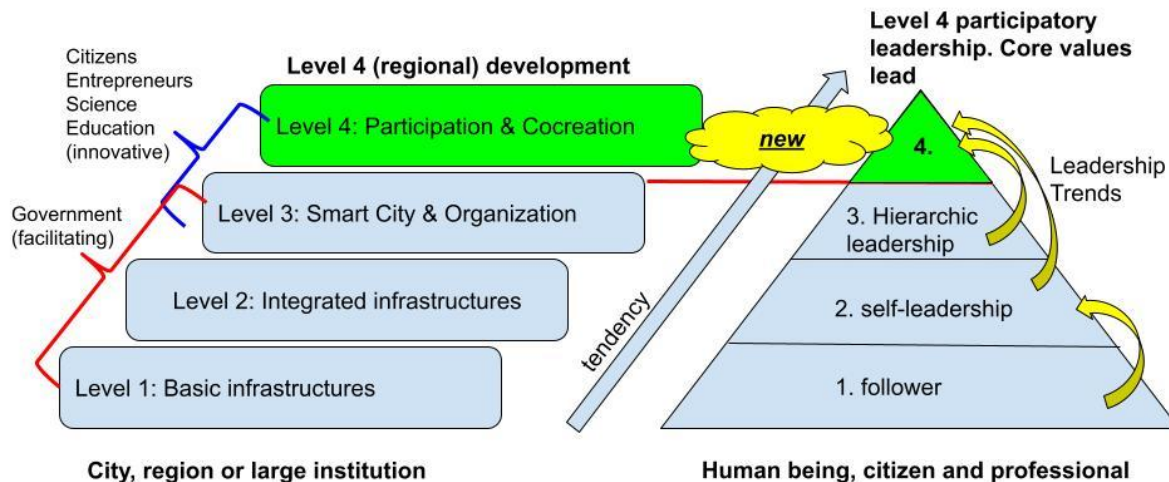 Citizens
Entrepreneurs
Science
Education
(innovative)
Government
(facilitating)
Level 4 (regional) development
Level 4: Participation & Cocreation
Level 3: Smart City & Organization
Level 2: Integrated infrastructures
Level 1: Basic infrastructures
City, region or large institution
tendency
new
Level 4 participatory
leadership. Core values
lead
4.
3. Hierarchic
leadership
2. self-leadership
1. follower
Leadership
Trends
Human being, citizen and professional